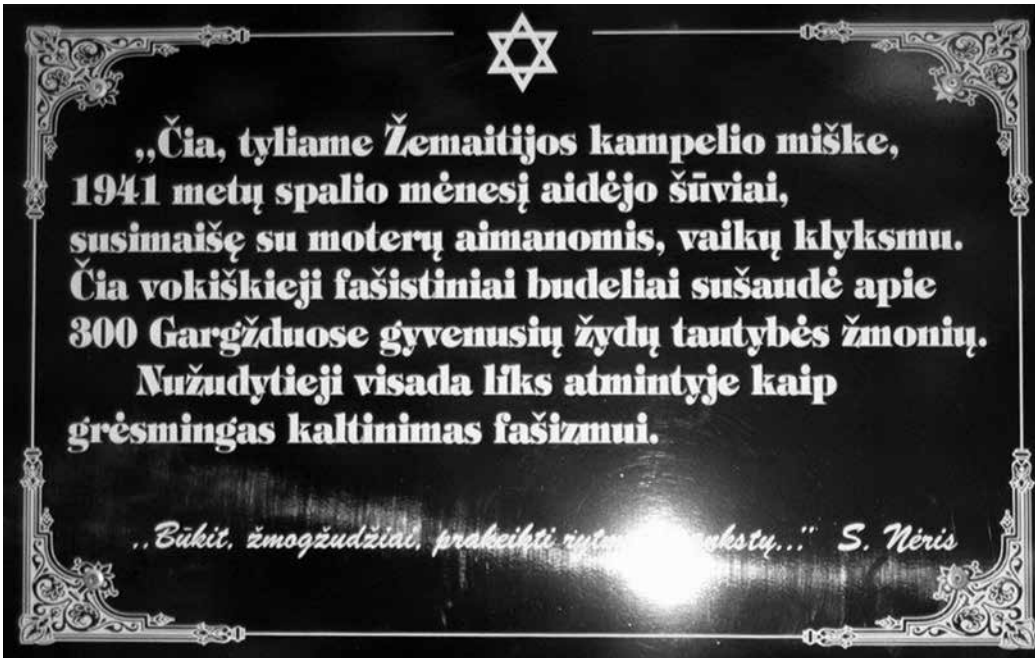 „Čia, tyliame Žemaitijos kampelio miške,
1941 metų spalio mėnesį aidėjo šūviai,
susimaišę su moterų aimanomis, vaikų klyksmu.
Čia vokiškieji fašistiniai budeliai sušaudė apie
300 Gargžduose gyvenusių žydų tautybės žmonių.
Nužudytieji visada liks atmintyje kaip
grėsmingas kaltinimas fašizmui.
„Būkit, žmogžudžiai, prakeikti ..." S. Nėris